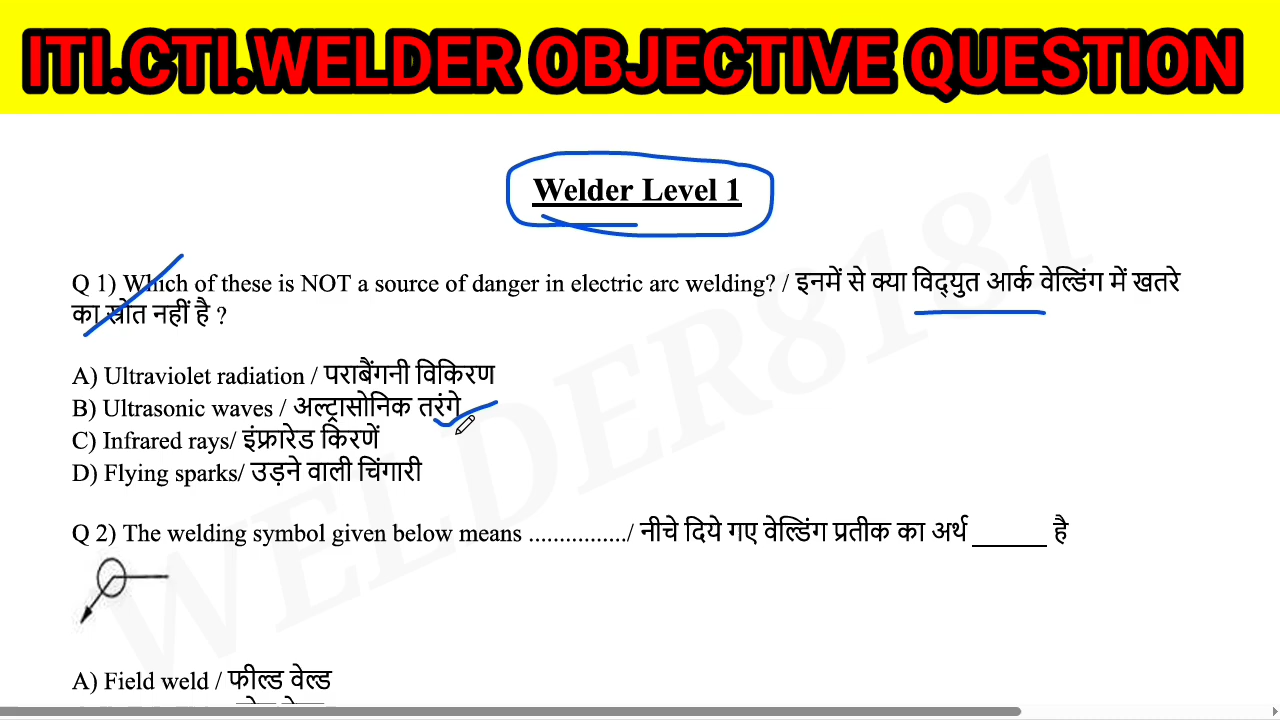 ITI.CTI.WELDER OBJECTIVE QUESTION
Welder Level 1
Q 1) Which of these is NOT a source of danger in electric arc welding? / इनमें से क्या विद्युत आर्क वेल्डिंग में खतरे
का स्रोत नहीं है ?
A) Ultraviolet radiation / पराबैंगनी विकिरण
B) Ultrasonic waves / अल्ट्रासोनिक तरंगे
C) Infrared rays/ इंफ्रारेड किरणें
D) Flying sparks/ उड़ने वाली चिंगारी
Q 2) The welding symbol given below means ................/ नीचे दिये गए वेल्डिंग प्रतीक का अर्थ ______ है
A) Field weld / फील्ड वेल्ड
WELDER8181